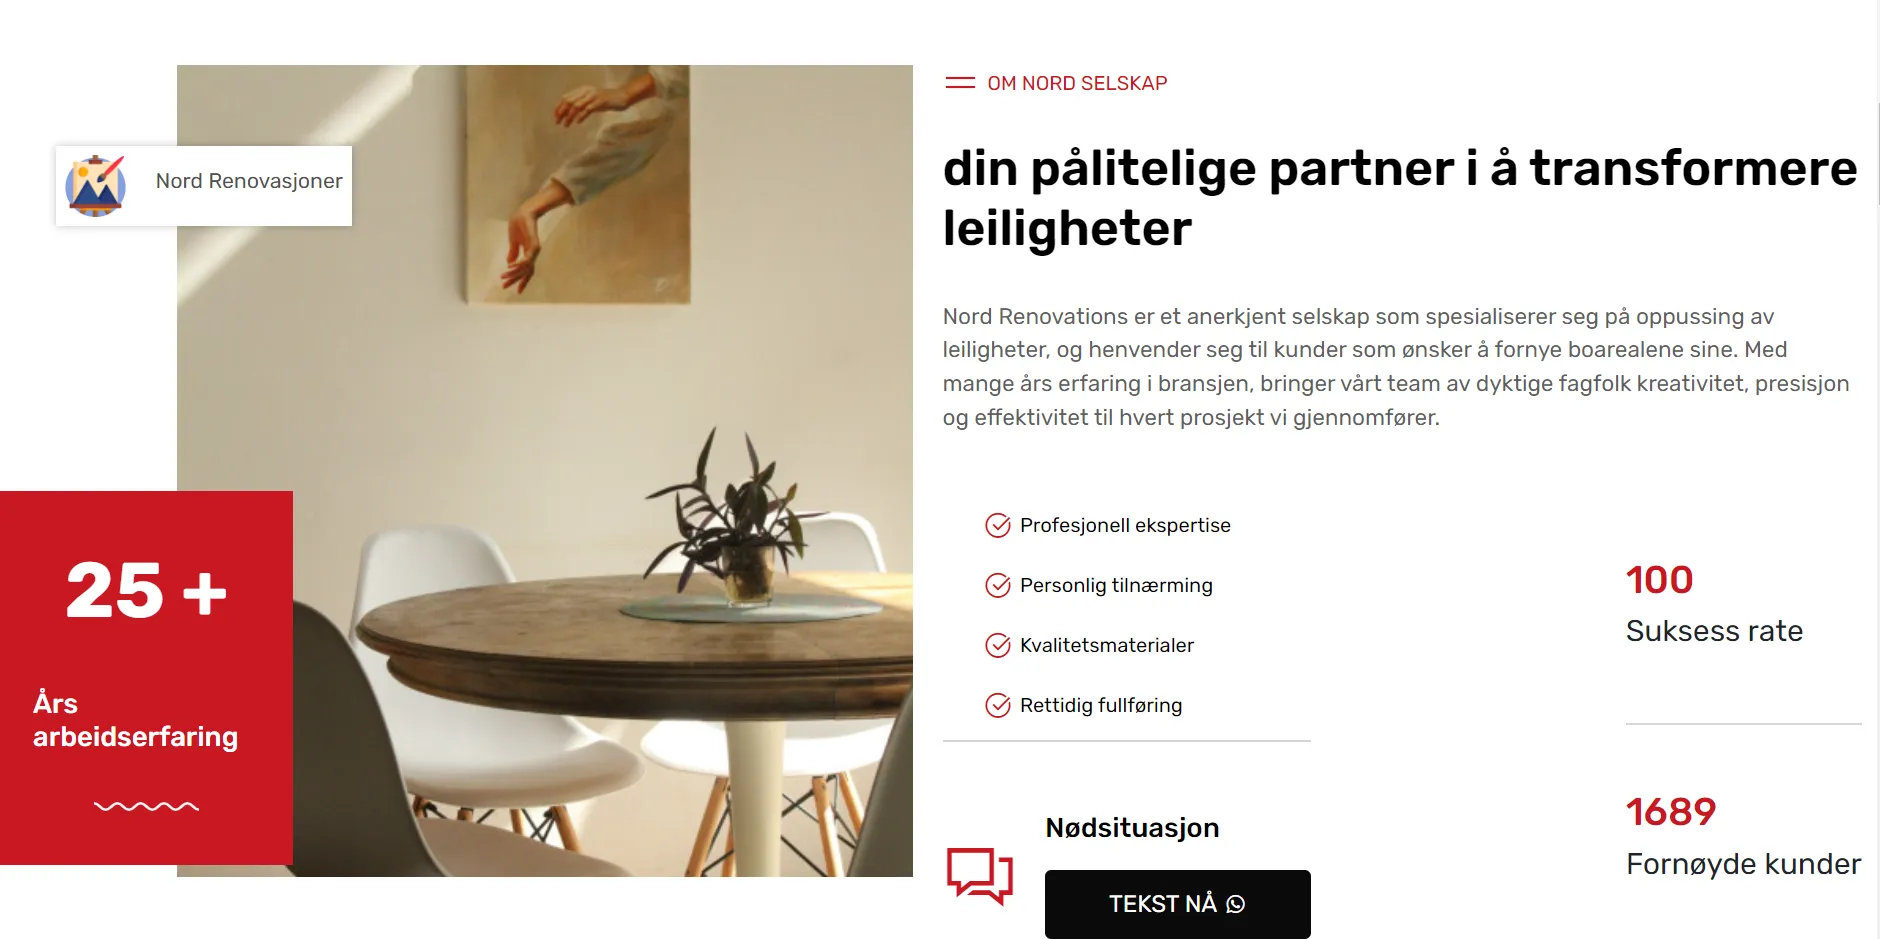 Nord Renovasjoner
25 +
Års
arbeidserfaring
OM NORD SELSKAP
din pålitelige partner i å transformere
leiligheter
Nord Renovations er et anerkjent selskap som spesialiserer seg på oppussing av
leiligheter, og henvender seg til kunder som ønsker å fornye boarealene sine. Med
mange års erfaring i bransjen, bringer vårt team av dyktige fagfolk kreativitet, presisjon
og effektivitet til hvert prosjekt vi gjennomfører.
Profesjonell ekspertise
Personlig tilnærming
Kvalitetsmaterialer
Rettidig fullføring
Nødsituasjon
TEKST NÅ
100
Suksess rate
1689
Fornøyde kunder